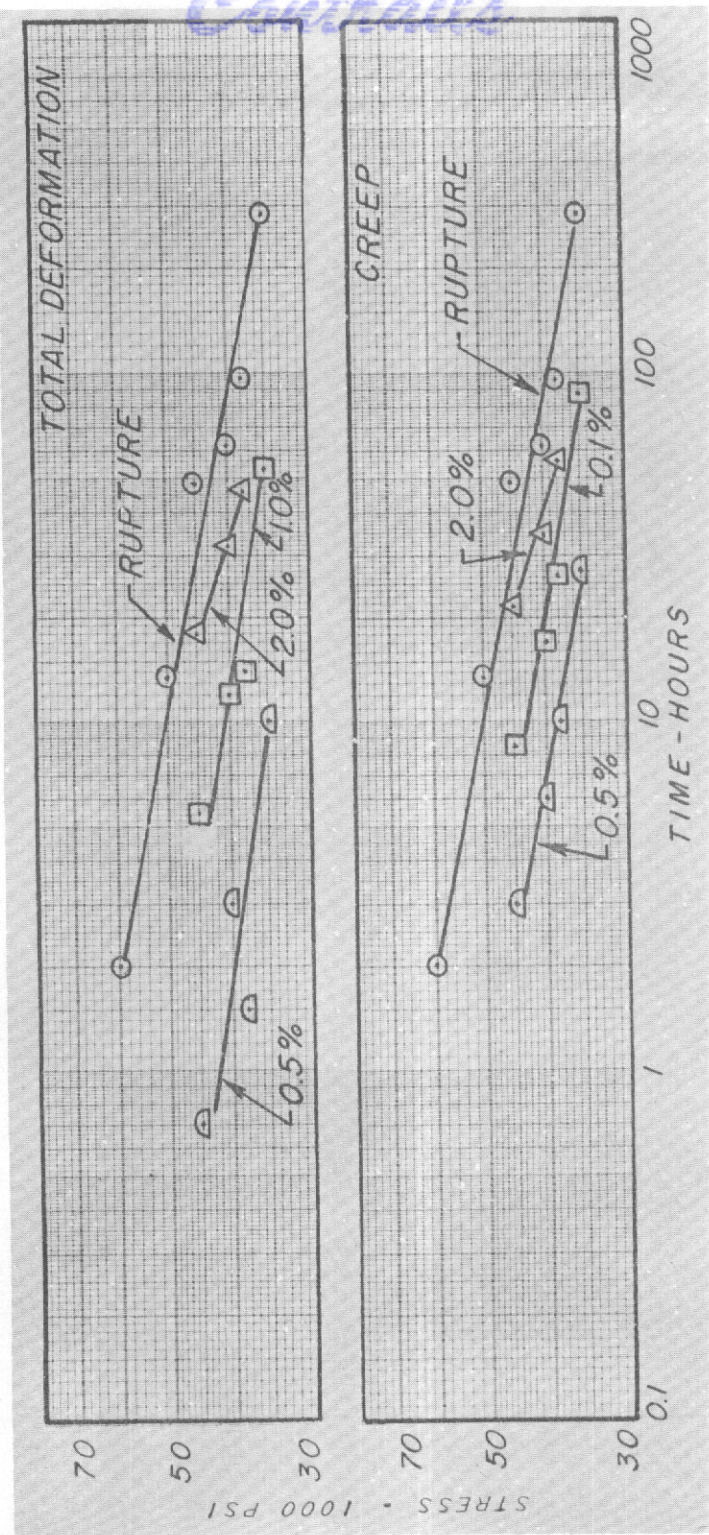 Contrails
TOTAL DEFORMATION
RUPTURE
2.0%
1.0%
0.5%
70
50
30
CREEP
RUPTURE
2.0%
0.1%
0.5%
70
50
30
0.1
1
10
100
1000
STRESS - 1000 PSI
TIME - HOURS